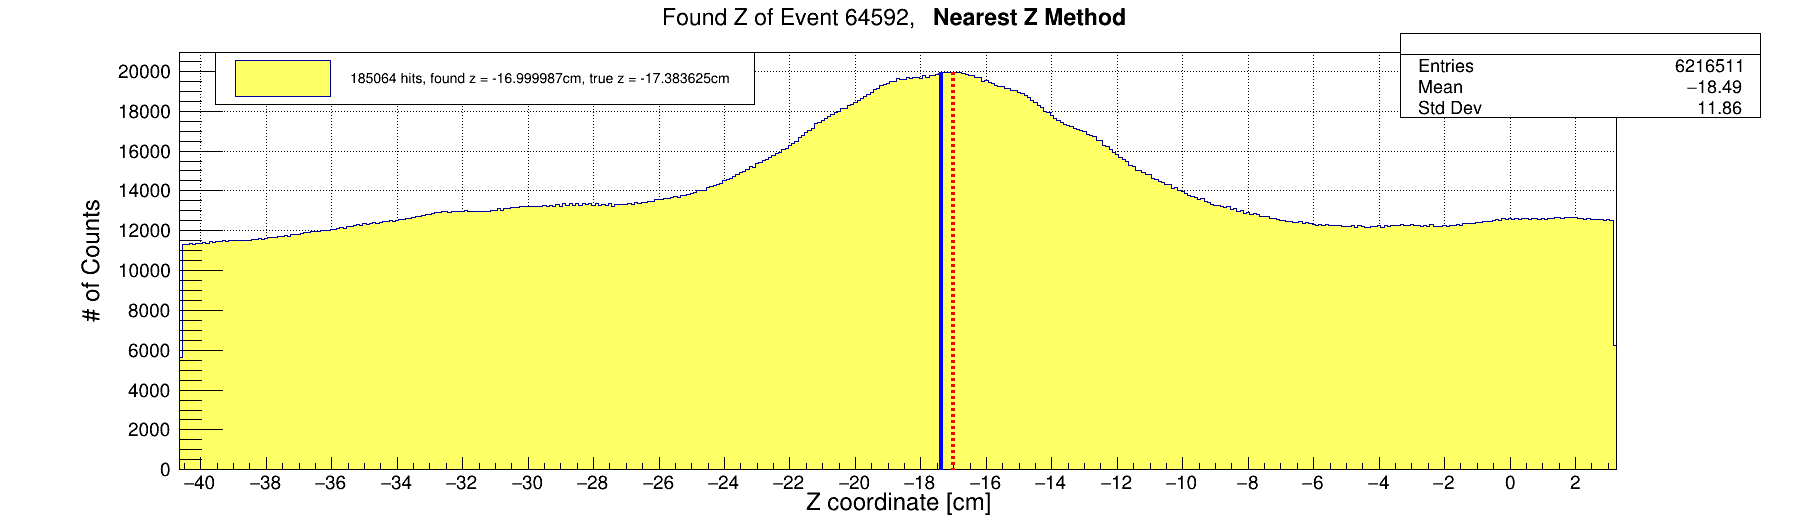 Found Z of Event 64592, Nearest Z Method
Entries 6216511
Mean −18.49
Std Dev 11.86
185064 hits, found z = -16.999987cm, true z = -17.383625cm
20000
18000
16000
14000
12000
10000
8000
6000
4000
2000
0
# of Counts
−40 −38 −36 −34 −32 −30 −28 −26 −24 −22 −20 −18 −16 −14 −12 −10 −8 −6 −4 −2 0 2
Z coordinate [cm]